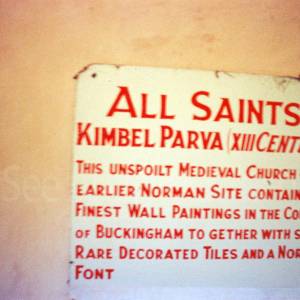 ALL SAINTS
KIMBEL PARVA (XIII CENT
THIS UNSPOILT MEDIEVAL CHURCH
EARLIER NORMAN SITE CONTAIN
FINEST WALL PAINTINGS IN THE CO
OF BUCKINGHAM TO GETHER WITH S
RARE DECORATED TILES AND A NOR
FONT